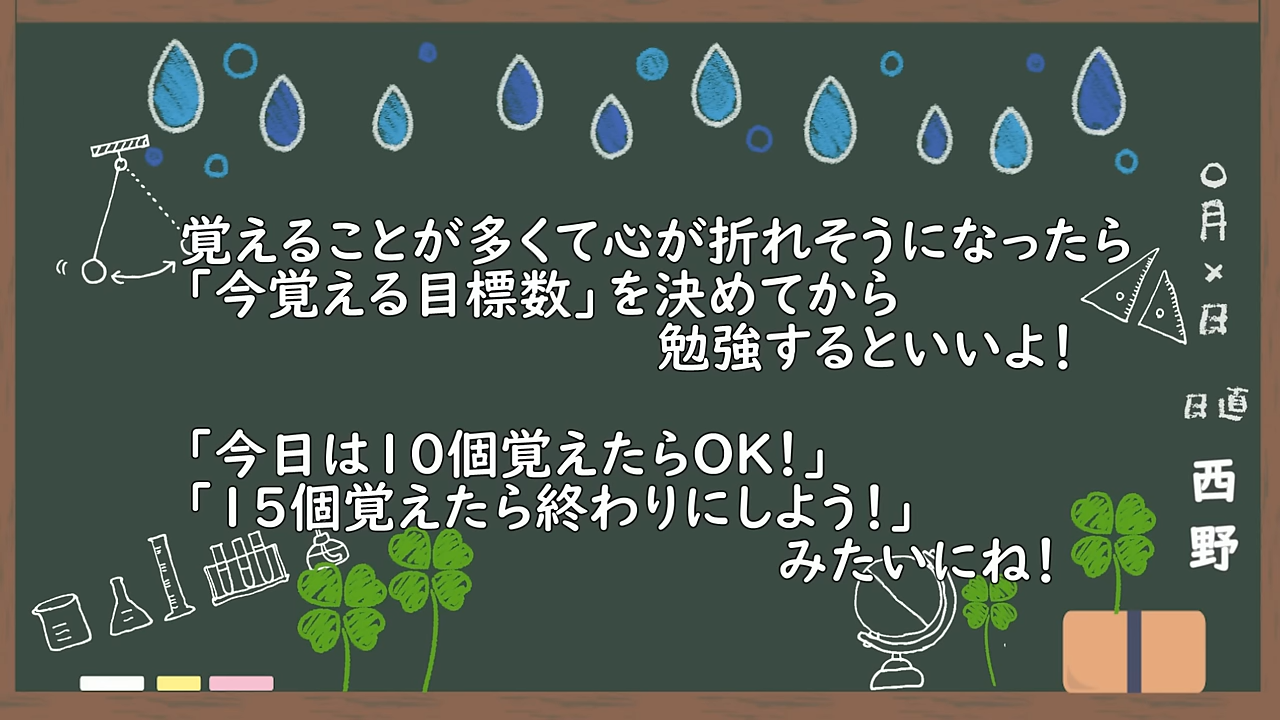 覚えることが多くて心が折れそうになったら
「今覚える目標数」を決めてから
勉強するといいよ！
「今日は10個覚えたらOK！」
「15個覚えたら終わりにしよう！」
みたいにね！
〇月×日
日直
西野